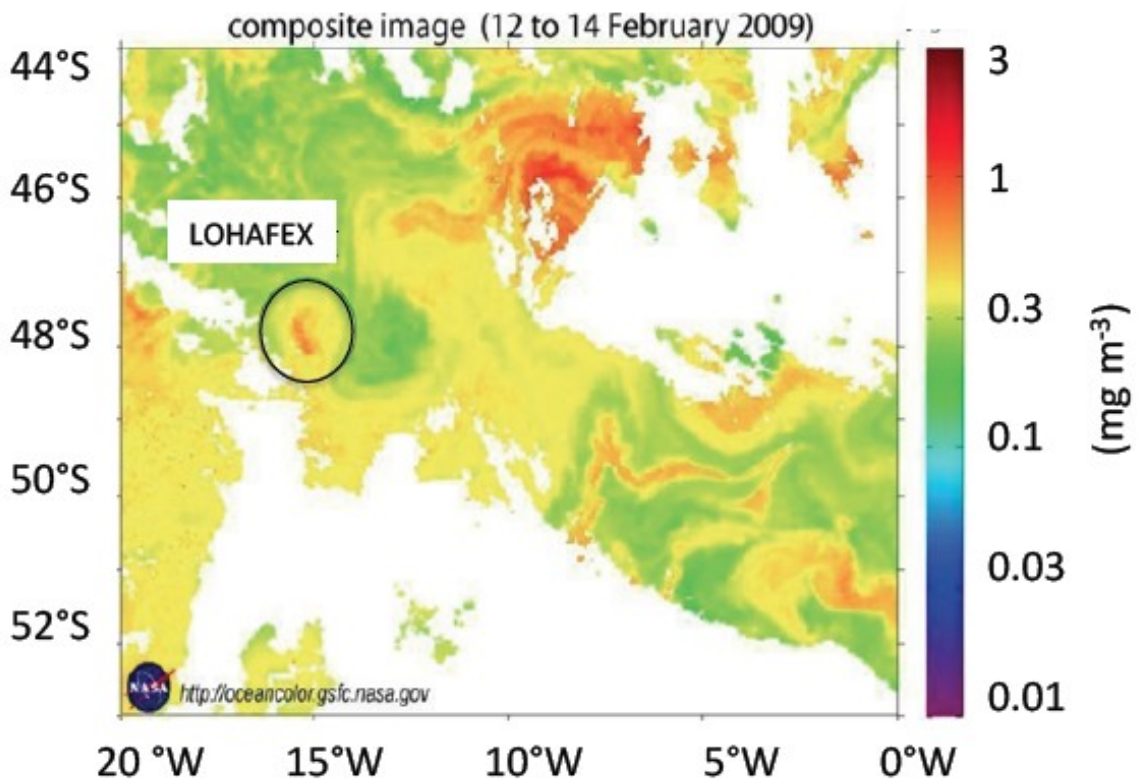 composite image (12 to 14 February 2009)
44°S
46°S
48°S
50°S
52°S
LOHAFEX
NASA
http://oceancolor.gsfc.nasa.gov
20 °W
15°W
10°W
5°W
0°W
3
1
0.3
0.1
0.03
0.01
(mg m⁻³)